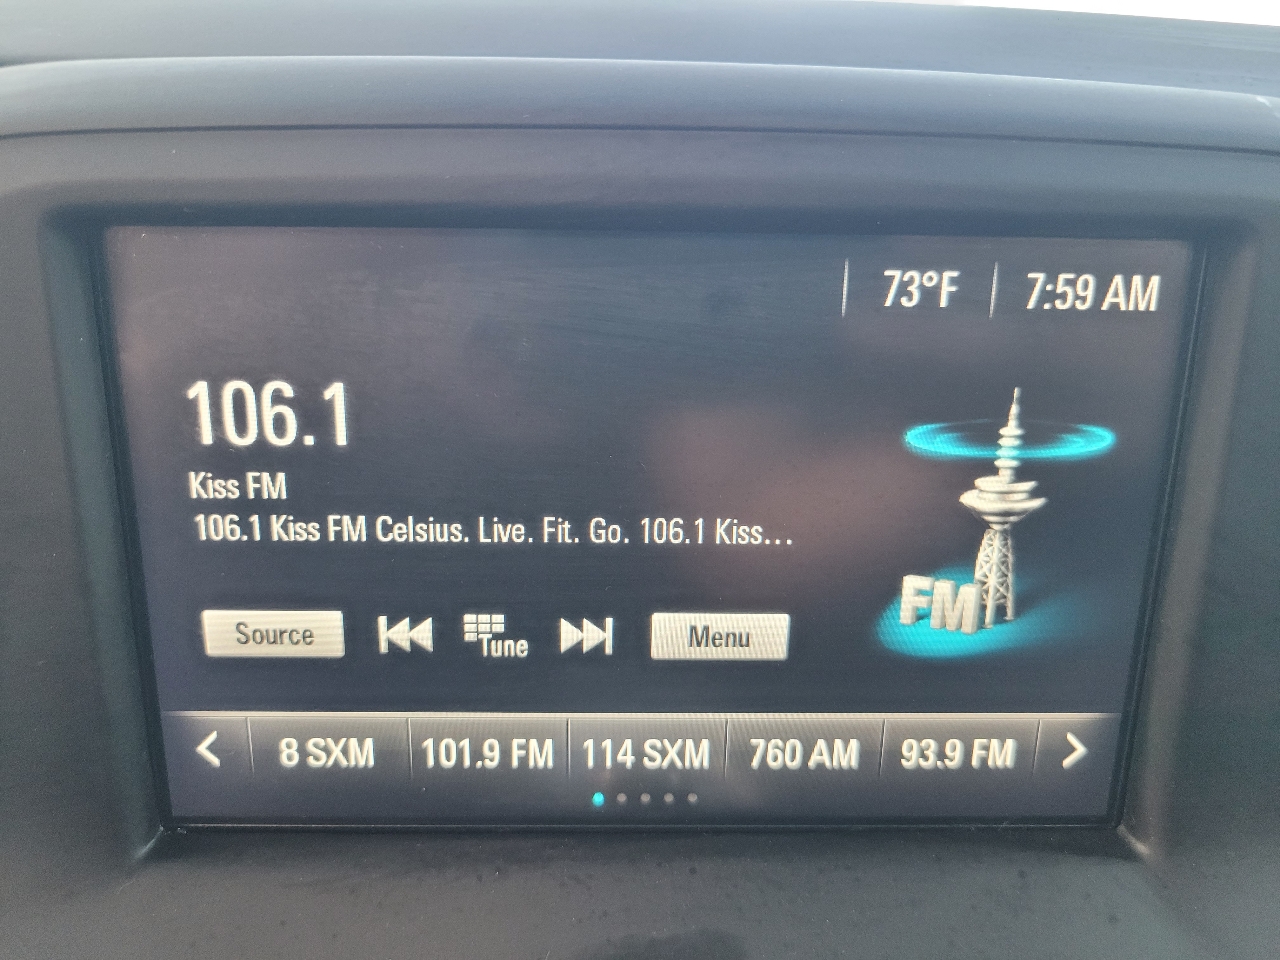 73°F 7:59 AM
106.1
Kiss FM
106.1 Kiss FM Celsius. Live. Fit. Go. 106.1 Kiss...
FM
Source Tune Menu
8 SXM 101.9 FM 114 SXM 760 AM 93.9 FM